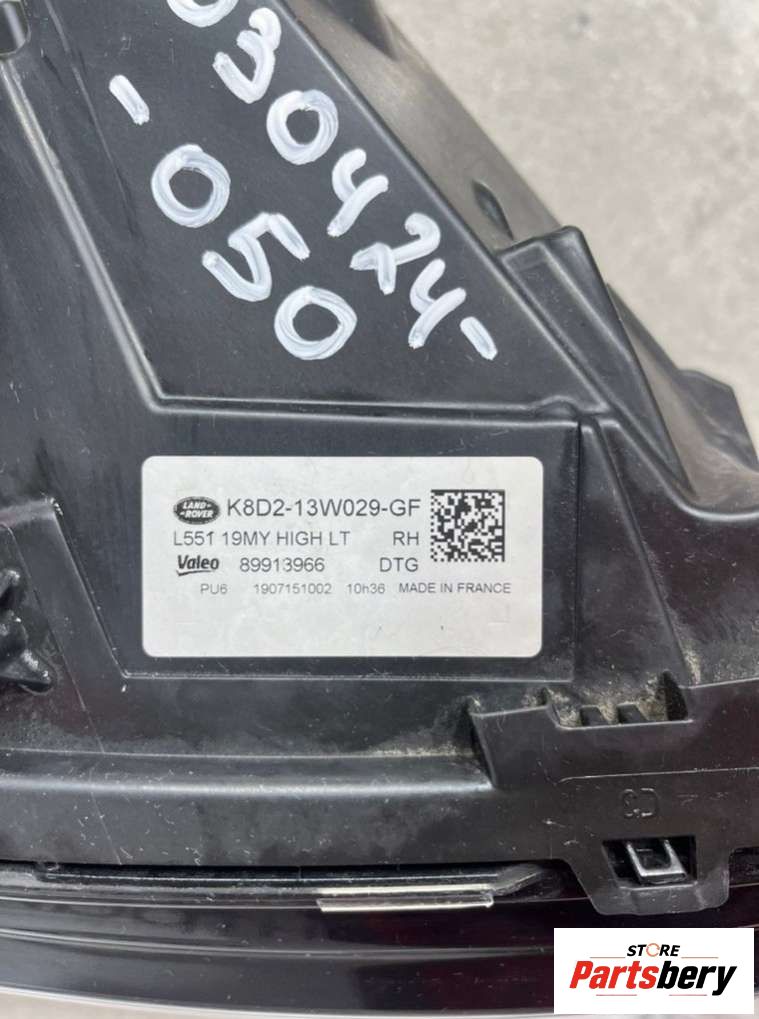 030424-
-050
LAND-
ROVER
K8D2-13W029-GF
L551 19MY HIGH LT RH
Valeo 89913966 DTG
PU6 1907151002 10h36 MADE IN FRANCE
STORE
Partsbery